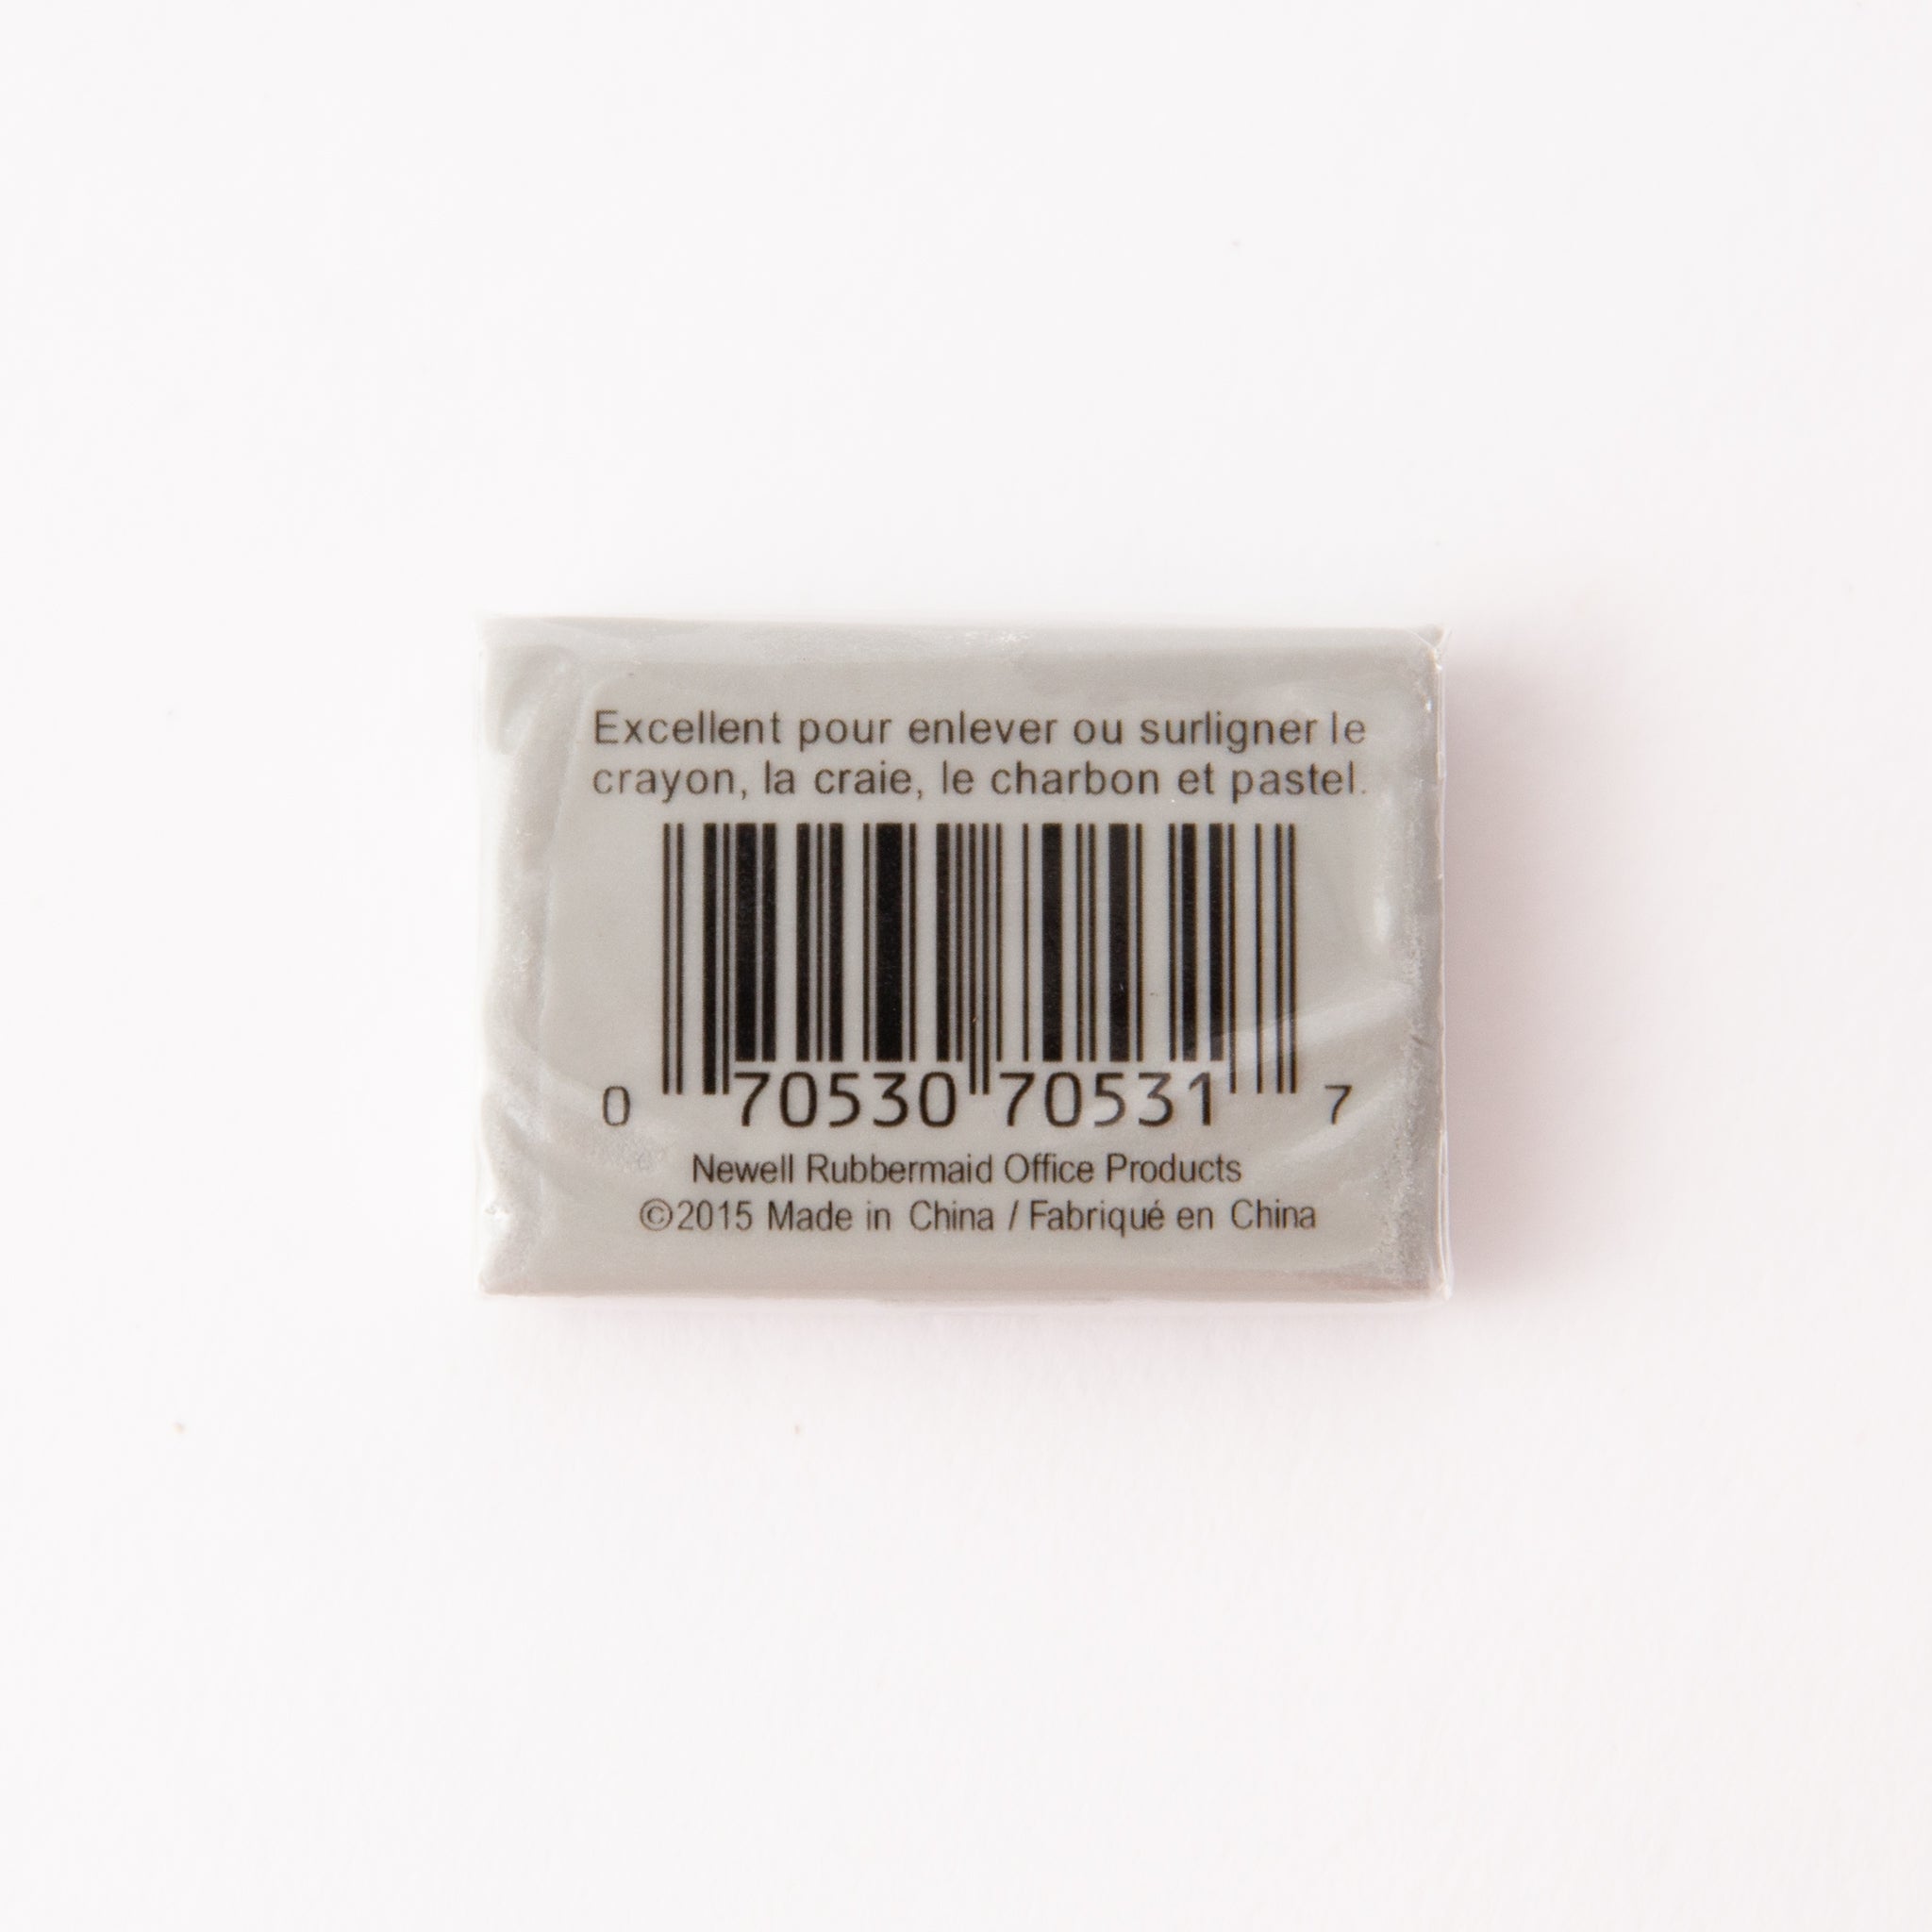 Excellent pour enlever ou surligner le
crayon, la craie, le charbon et pastel.
0 70530 70531 7
Newell Rubbermaid Office Products
©2015 Made in China / Fabriqué en China